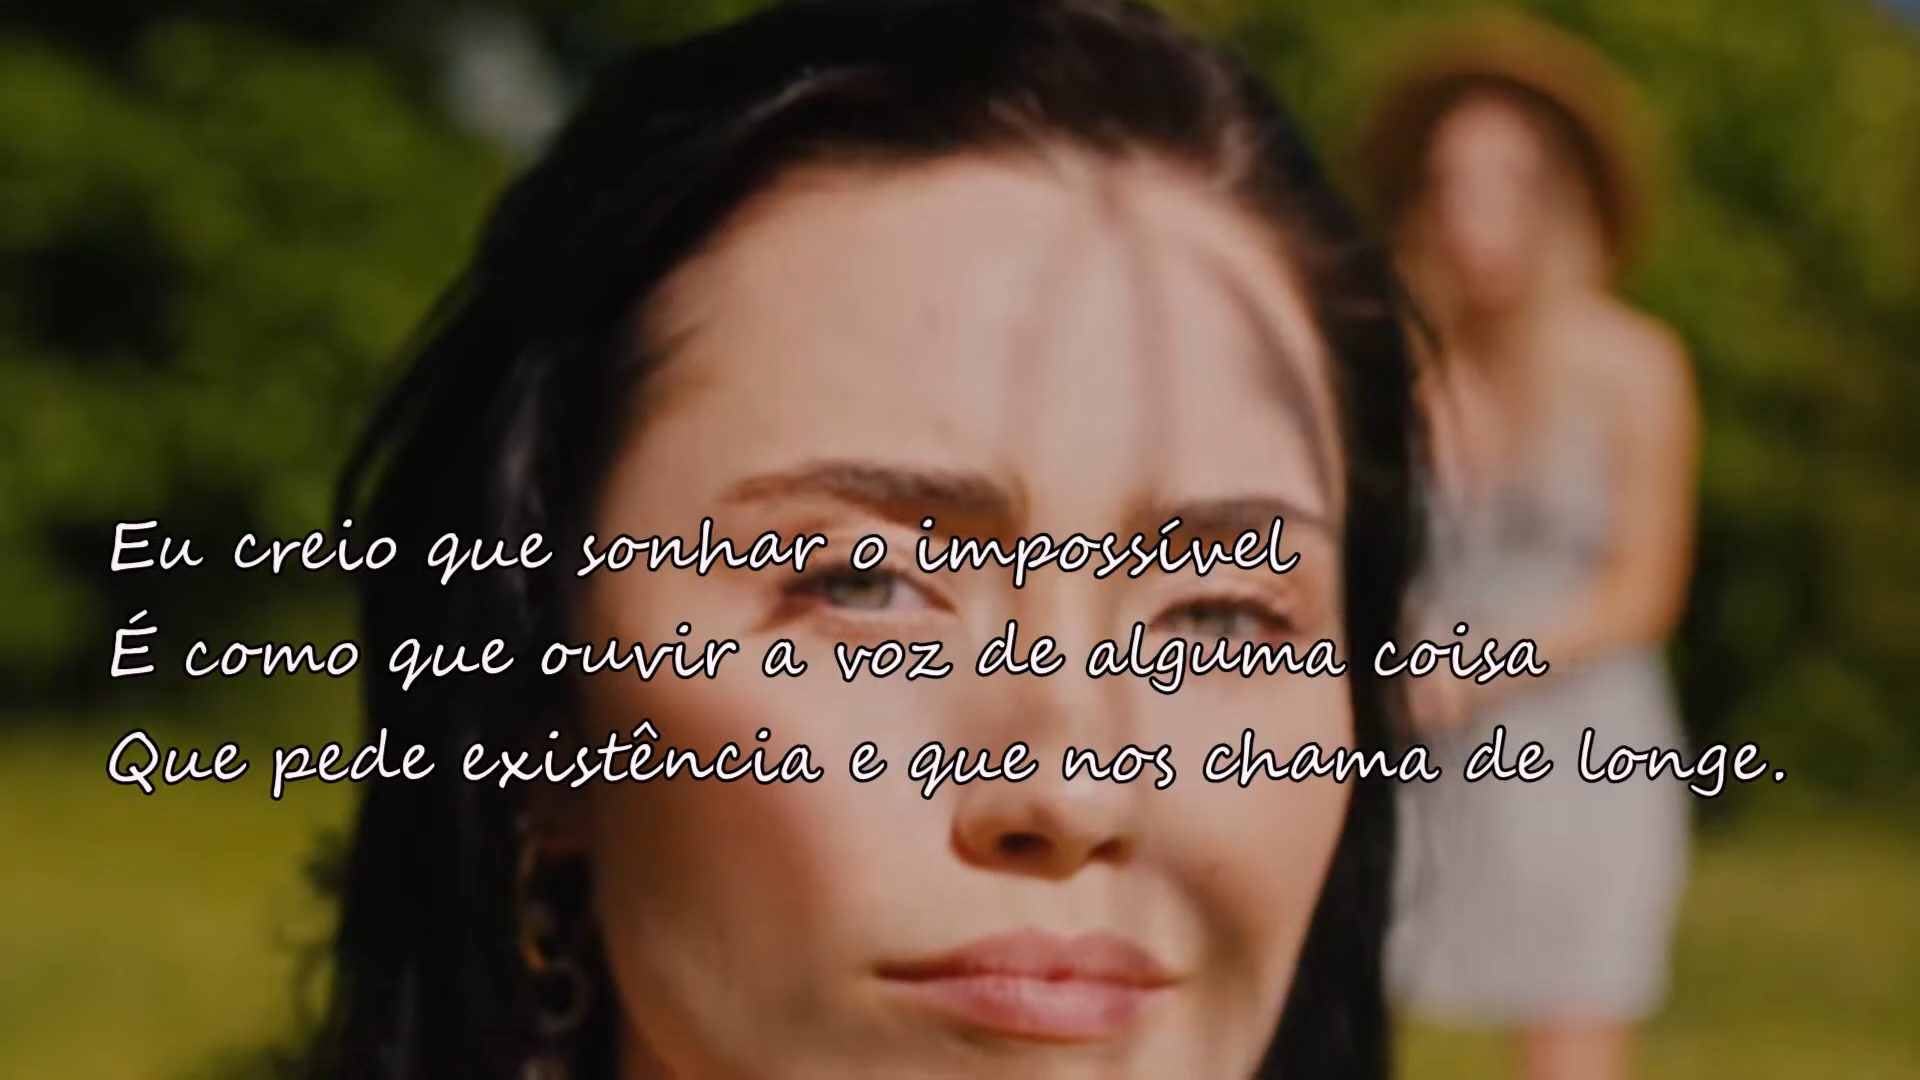 Eu creio que sonhar o impossível
É como que ouvir a voz de alguma coisa
Que pede existência e que nos chama de longe.